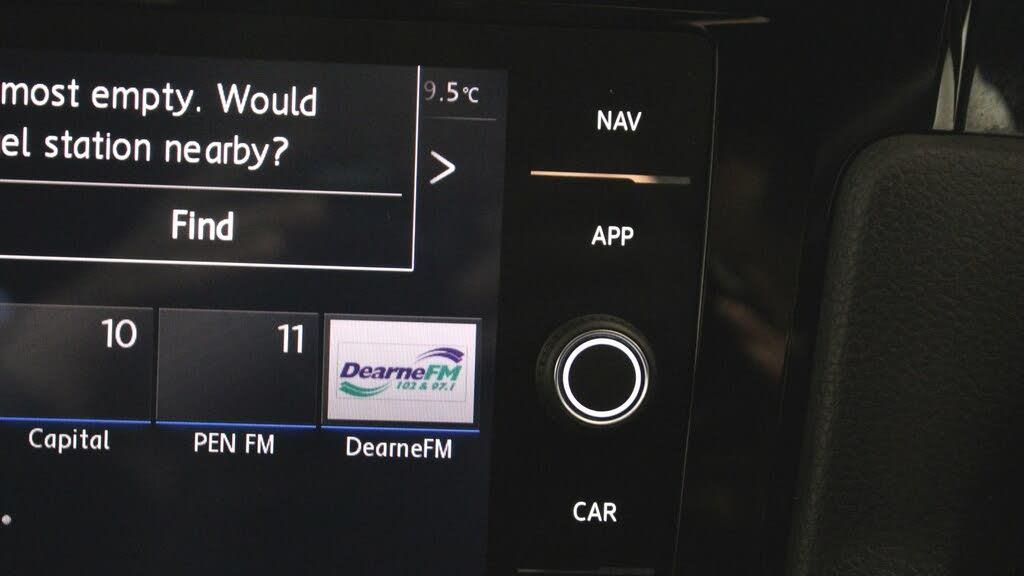 most empty. Would
el station nearby?
Find
9.5°C
>
NAV
APP
10
11
DearneFM
102 & 97.1
Capital
PEN FM
DearneFM
CAR